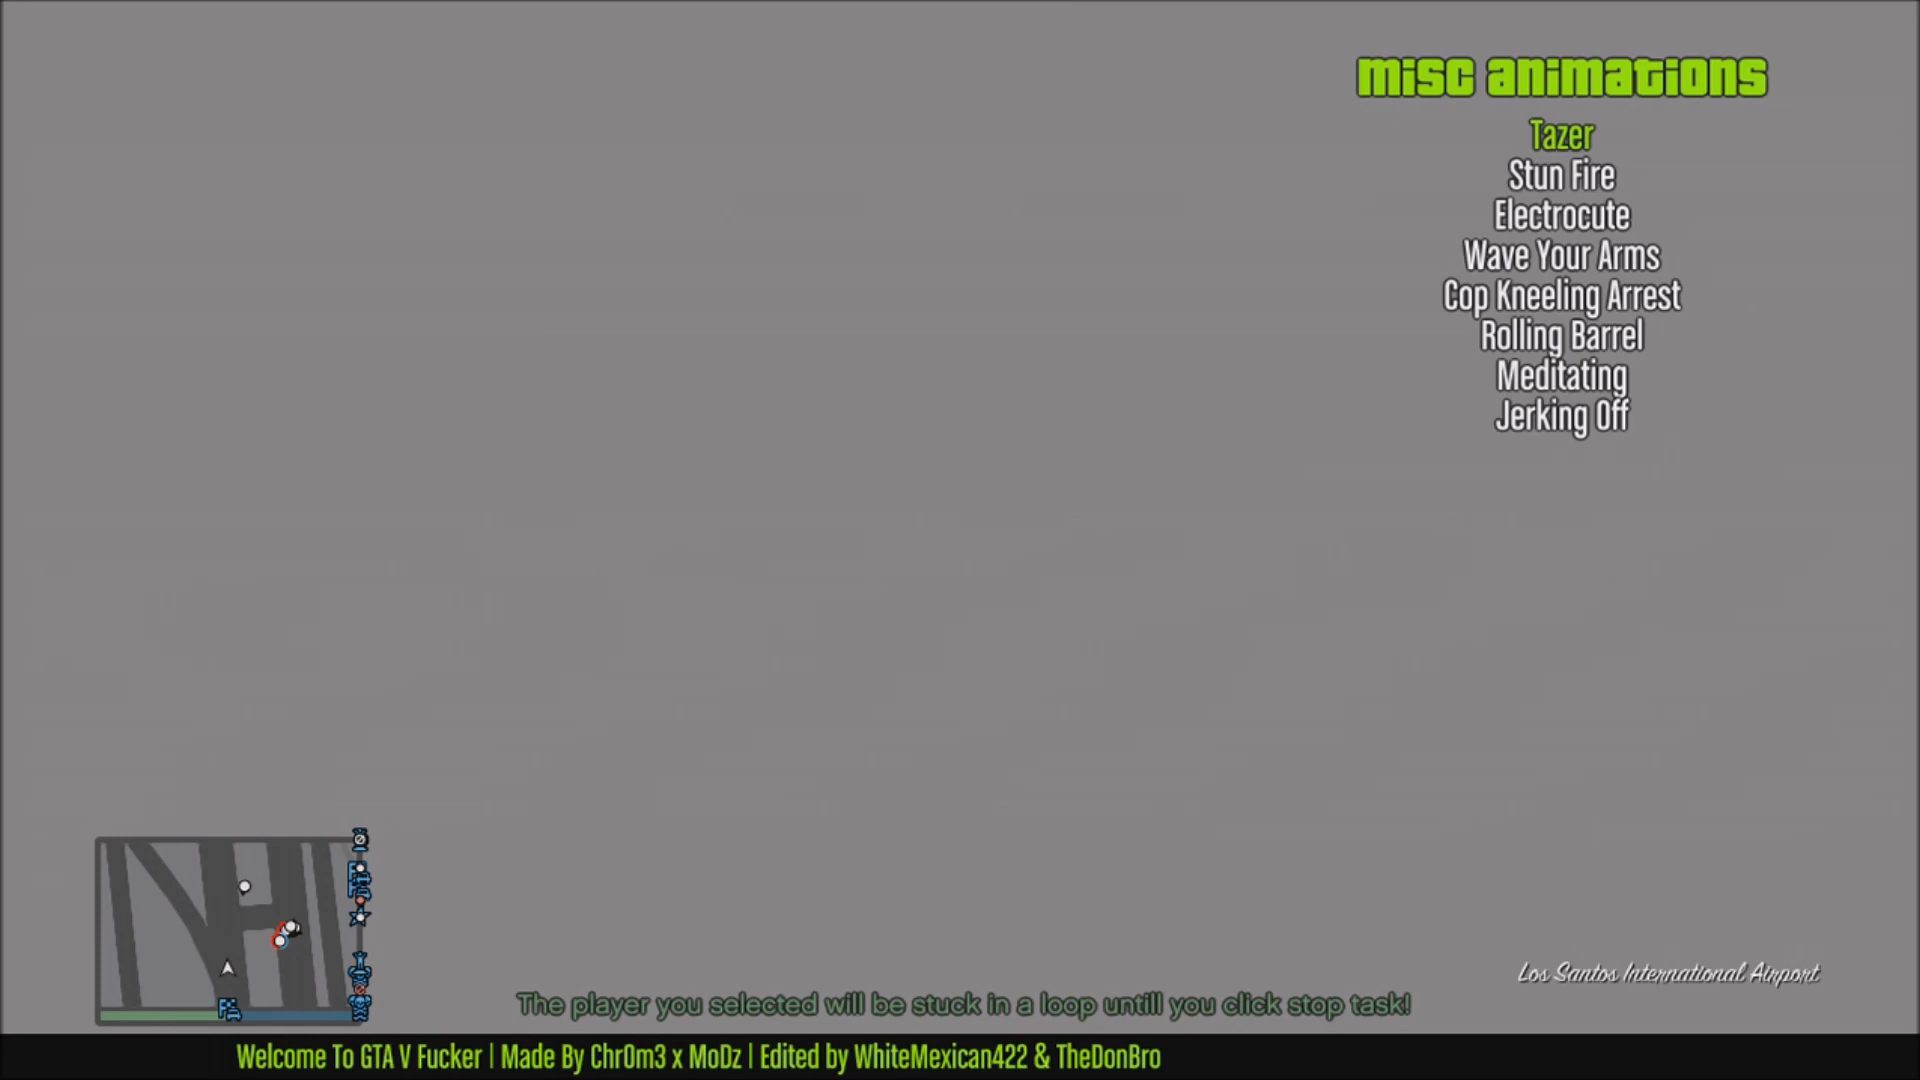 misc animations
Tazer
Stun Fire
Electrocute
Wave Your Arms
Cop Kneeling Arrest
Rolling Barrel
Meditating
Jerking Off
Los Santos International Airport
The player you selected will be stuck in a loop untill you click stop task!
Welcome To GTA V Fucker | Made By Chr0m3 x MoDz | Edited by WhiteMexican422 & TheDonBro